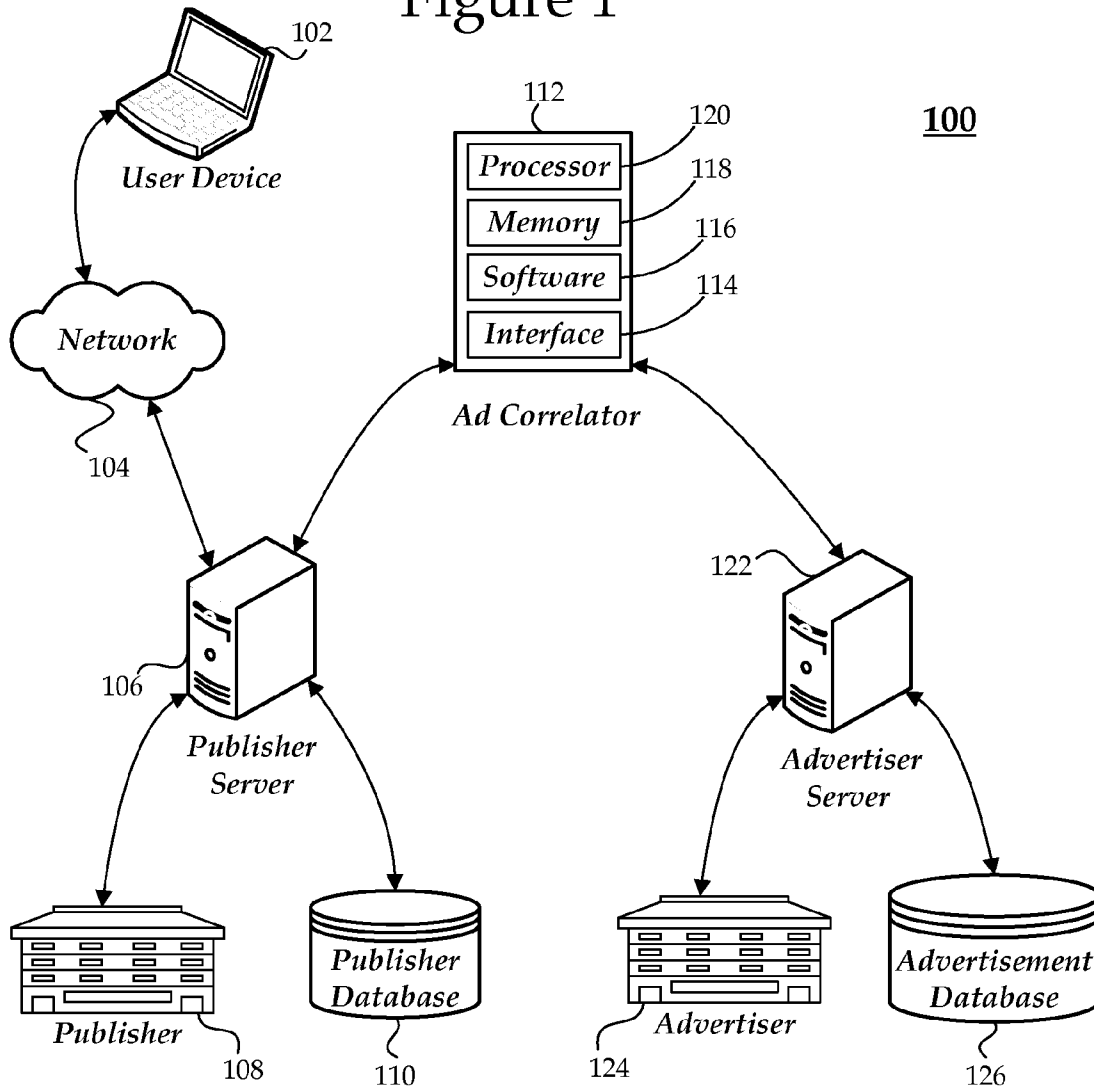 Figure 1
102
User Device
100
112
120
Processor
118
Memory
116
Software
114
Interface
Ad Correlator
Network
104
106
Publisher
Server
122
Advertiser
Server
Publisher
108
Publisher
Database
110
Advertiser
124
Advertisement
Database
126